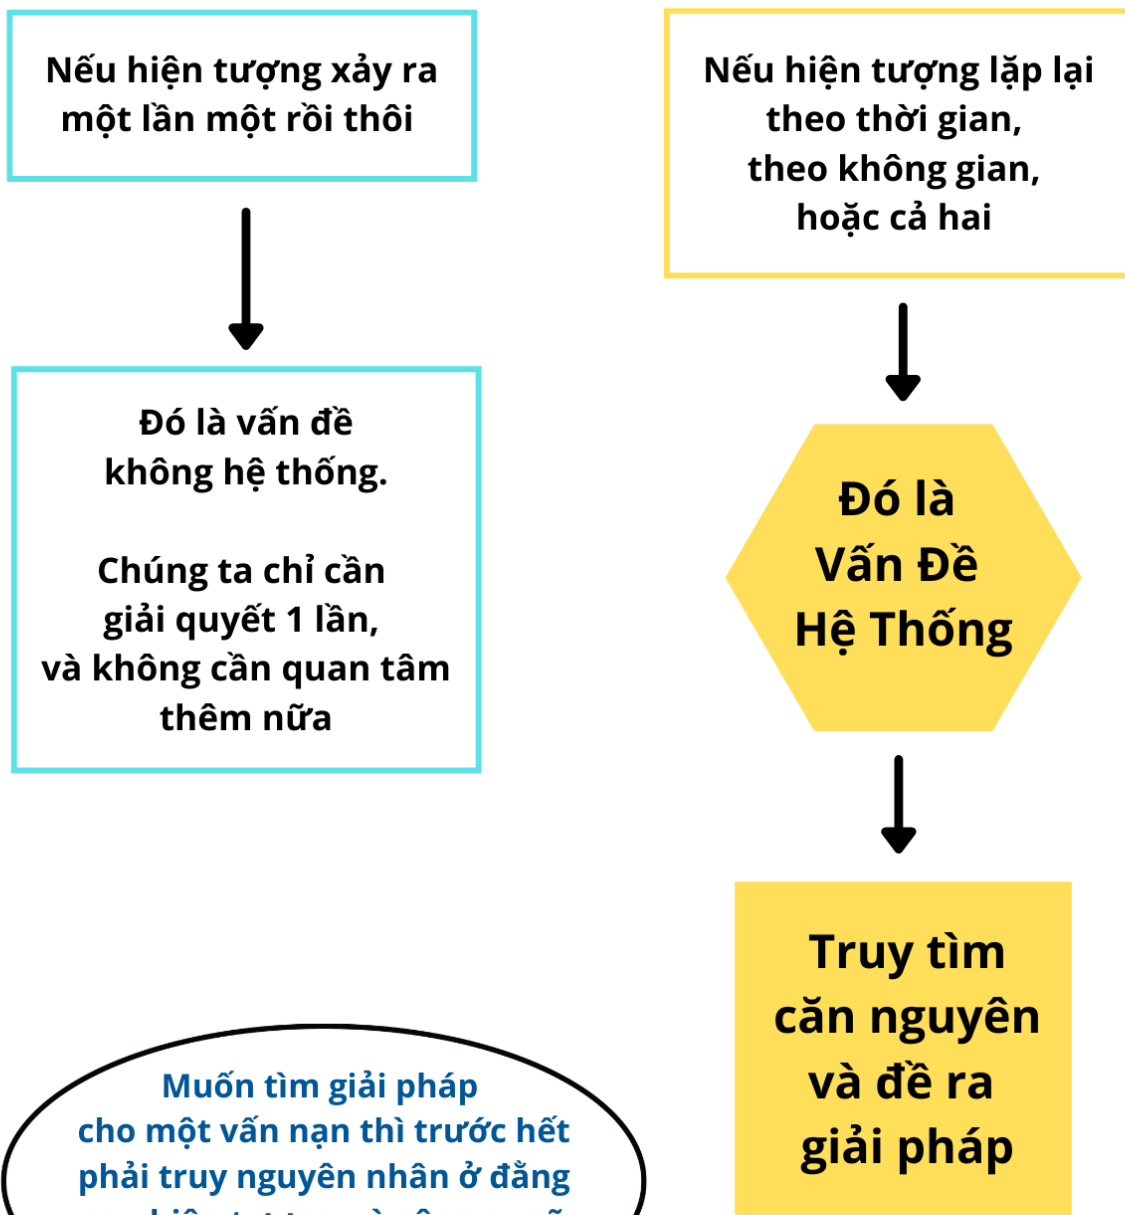 Nếu hiện tượng xảy ra
một lần một rồi thôi
Đó là vấn đề
không hệ thống.
Chúng ta chỉ cần
giải quyết 1 lần,
và không cần quan tâm
thêm nữa
Nếu hiện tượng lặp lại
theo thời gian,
theo không gian,
hoặc cả hai
Đó là
Vấn Đề
Hệ Thống
Truy tìm
căn nguyên
và đề ra
giải pháp
Muốn tìm giải pháp
cho một vấn nạn thì trước hết
phải truy nguyên nhân ở đằng